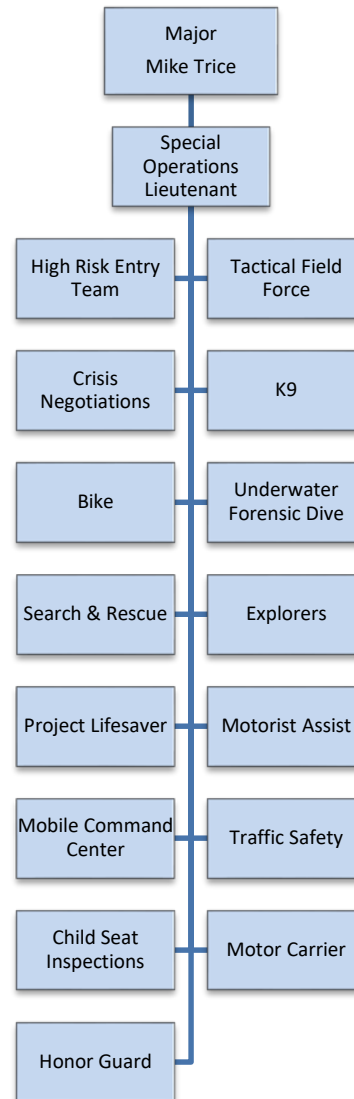 Major
Mike Trice
Special
Operations
Lieutenant
High Risk Entry
Team
Tactical Field
Force
Crisis
Negotiations
K9
Bike
Underwater
Forensic Dive
Search & Rescue
Explorers
Project Lifesaver
Motorist Assist
Mobile Command
Center
Traffic Safety
Child Seat
Inspections
Motor Carrier
Honor Guard